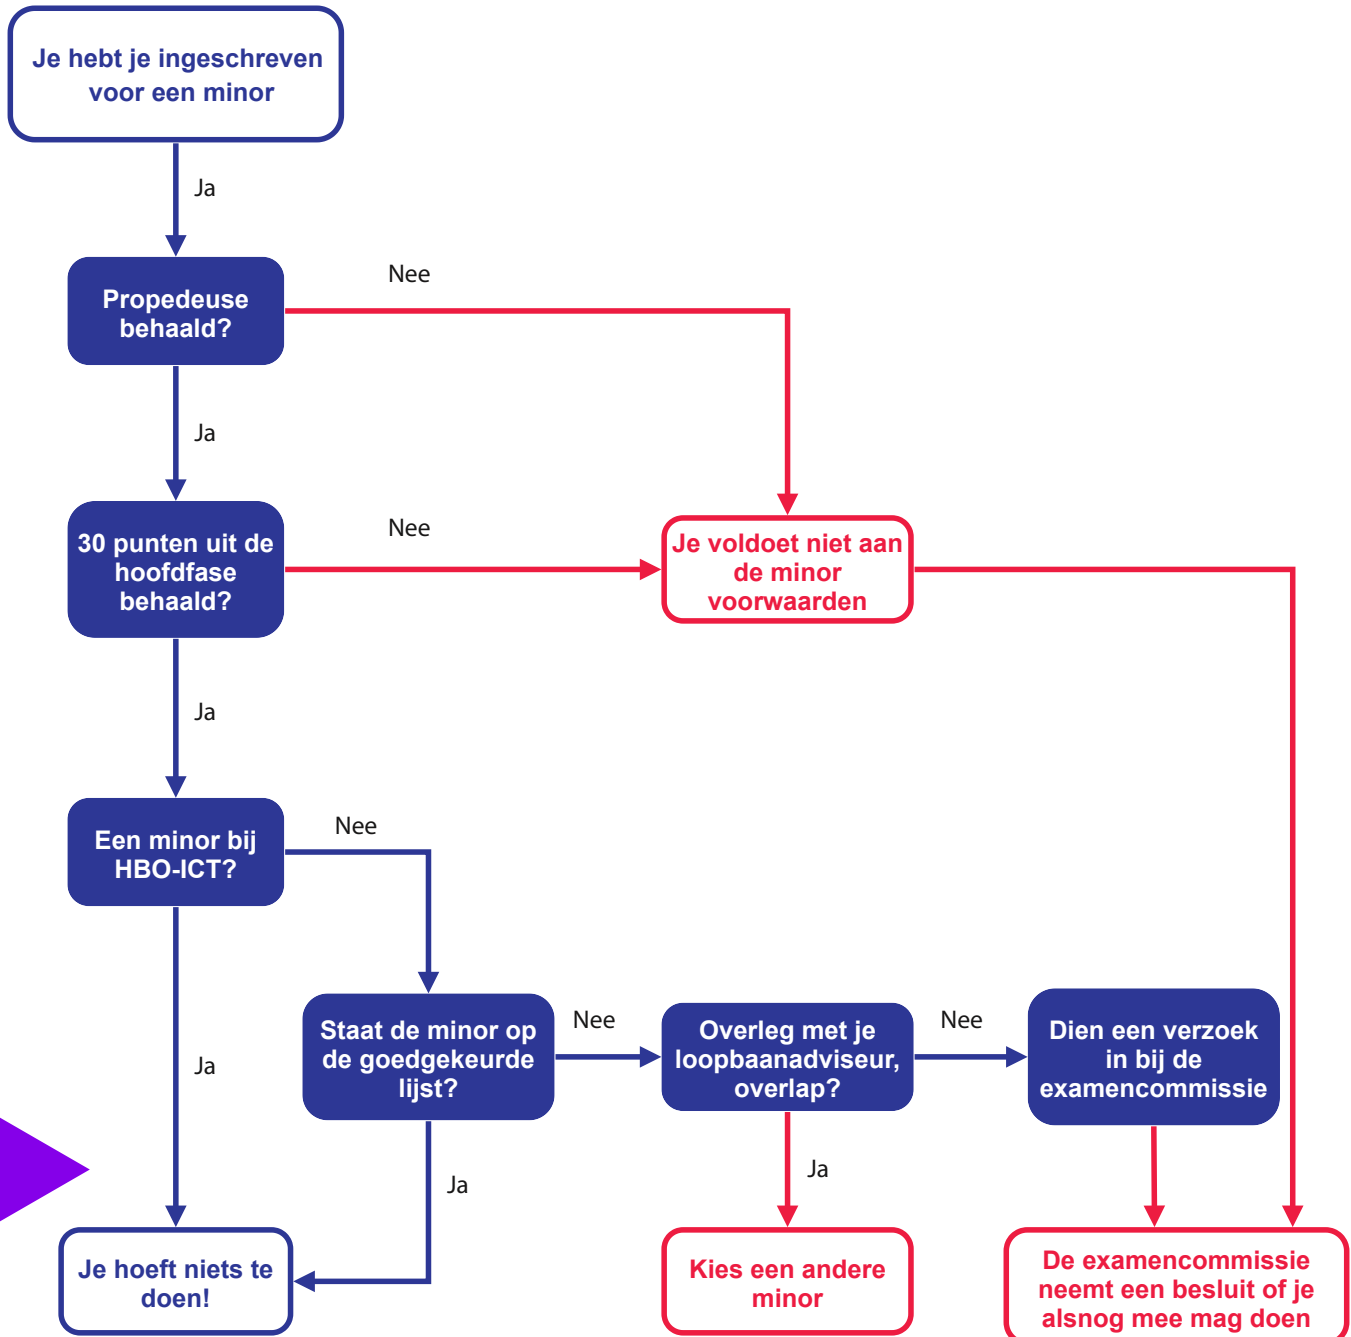 Je hebt je ingeschreven
voor een minor
Ja
Propedeuse
behaald?
Nee
Ja
30 punten uit de
hoofdfase
behaald?
Nee
Je voldoet niet aan
de minor
voorwaarden
Ja
Een minor bij
HBO-ICT?
Nee
Ja
Staat de minor op
de goedgekeurde
lijst?
Nee
Overleg met je
loopbaanadviseur,
overlap?
Nee
Dien een verzoek
in bij de
examencommissie
Ja
Ja
Je hoeft niets te
doen!
Kies een andere
minor
De examencommissie
neemt een besluit of je
alsnog mee mag doen